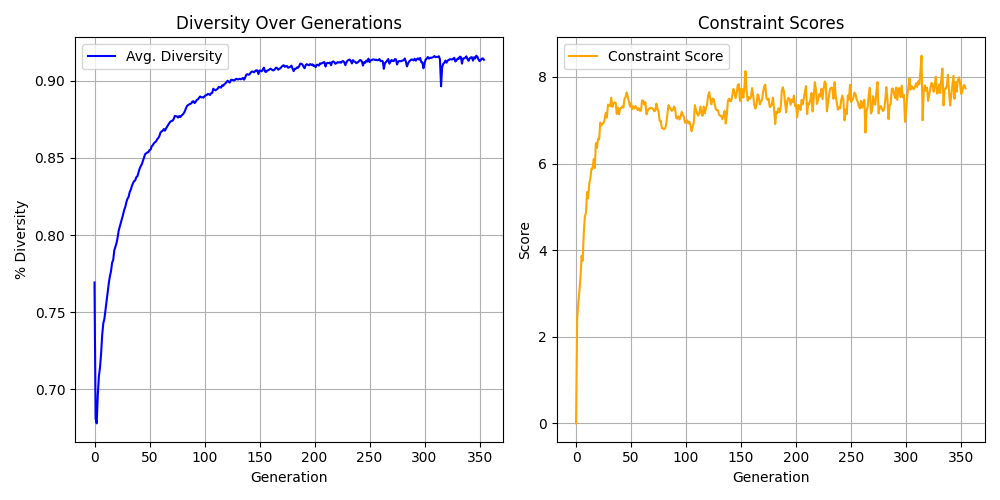 Diversity Over Generations
Avg. Diversity
% Diversity
0.90
0.85
0.80
0.75
0.70
0 50 100 150 200 250 300 350
Generation
Constraint Scores
Constraint Score
Score
8
6
4
2
0
0 50 100 150 200 250 300 350
Generation